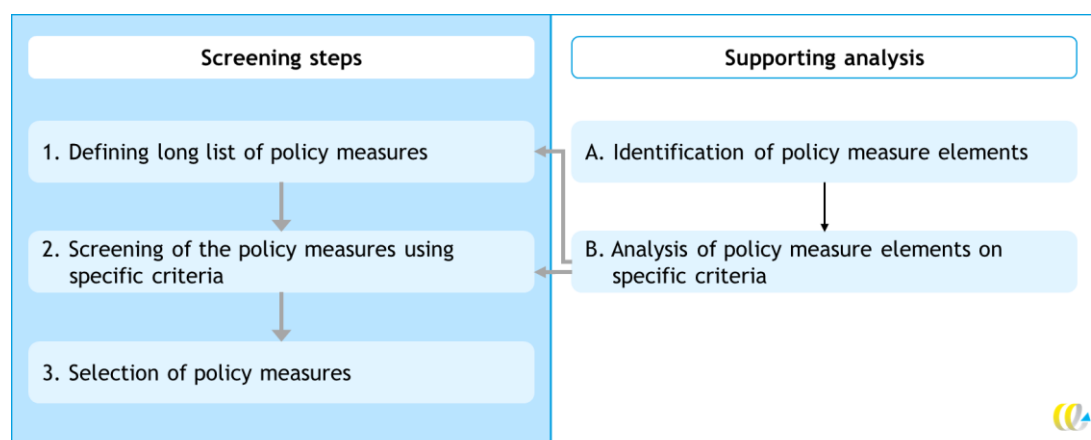 Screening steps
1. Defining long list of policy measures
2. Screening of the policy measures using
specific criteria
3. Selection of policy measures
Supporting analysis
A. Identification of policy measure elements
B. Analysis of policy measure elements on
specific criteria